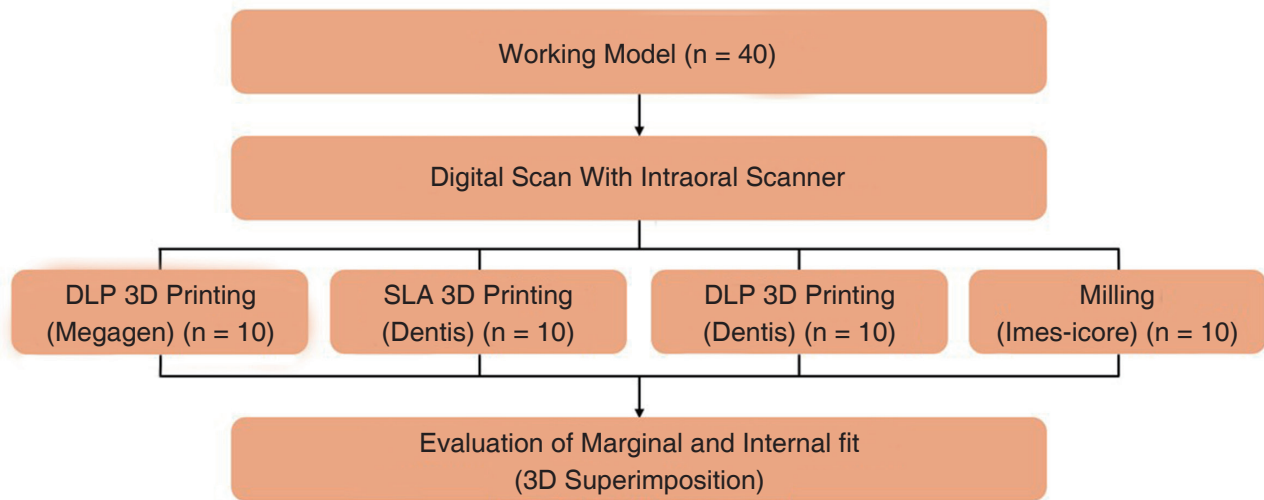 Working Model (n = 40)
Digital Scan With Intraoral Scanner
DLP 3D Printing
(Megagen) (n = 10)
SLA 3D Printing
(Dentis) (n = 10)
DLP 3D Printing
(Dentis) (n = 10)
Milling
(Imes-icore) (n = 10)
Evaluation of Marginal and Internal fit
(3D Superimposition)